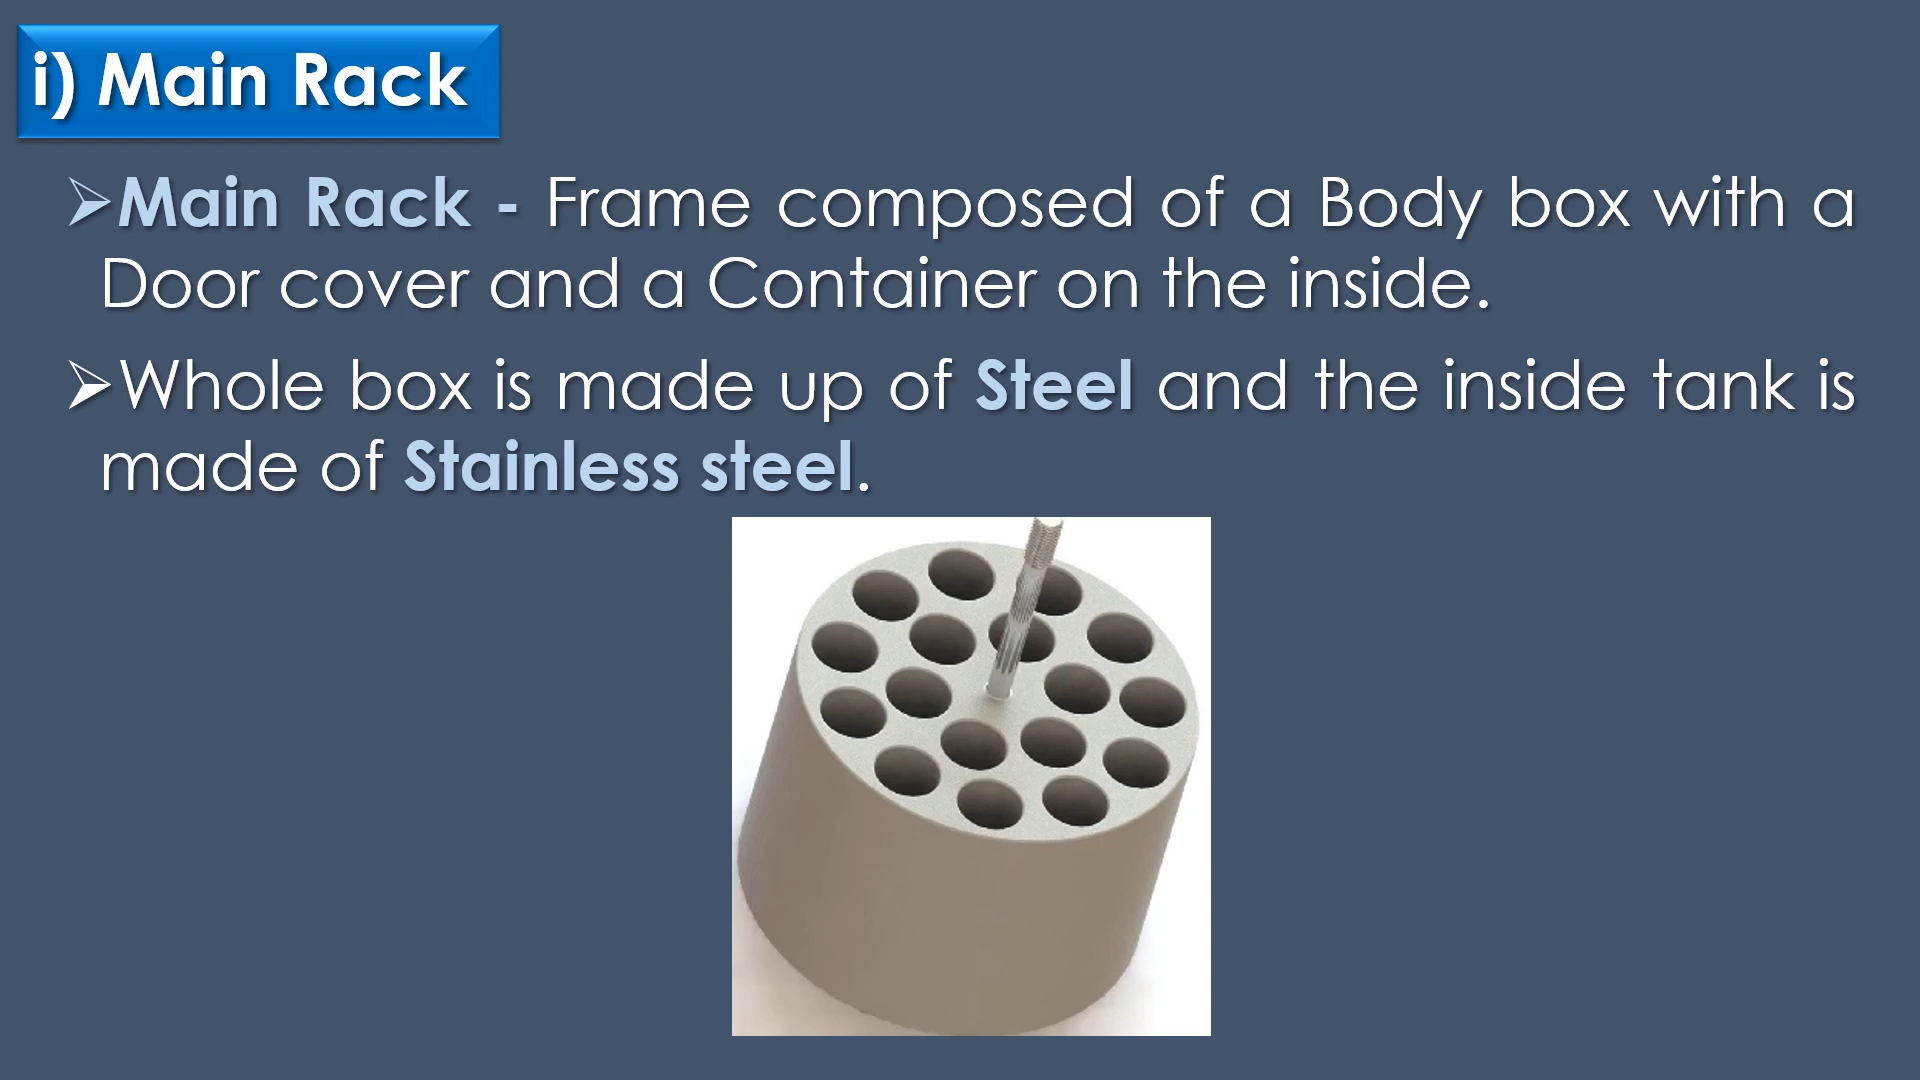 i) Main Rack
➢Main Rack - Frame composed of a Body box with a
Door cover and a Container on the inside.
➢Whole box is made up of Steel and the inside tank is
made of Stainless steel.